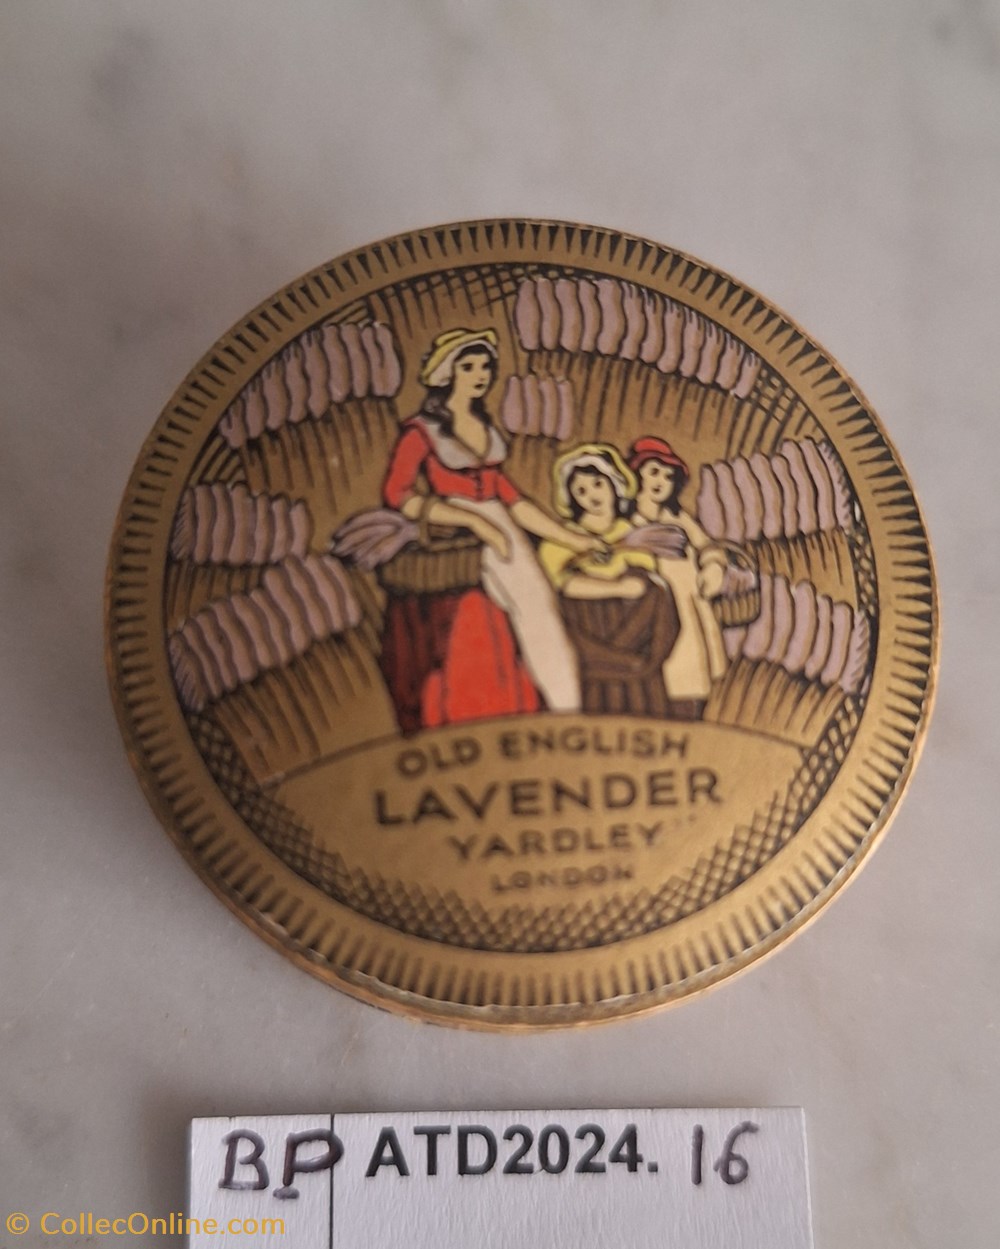 OLD ENGLISH
LAVENDER
YARDLEY
LONDON
BP ATD2024.16
© CollecOnline.com